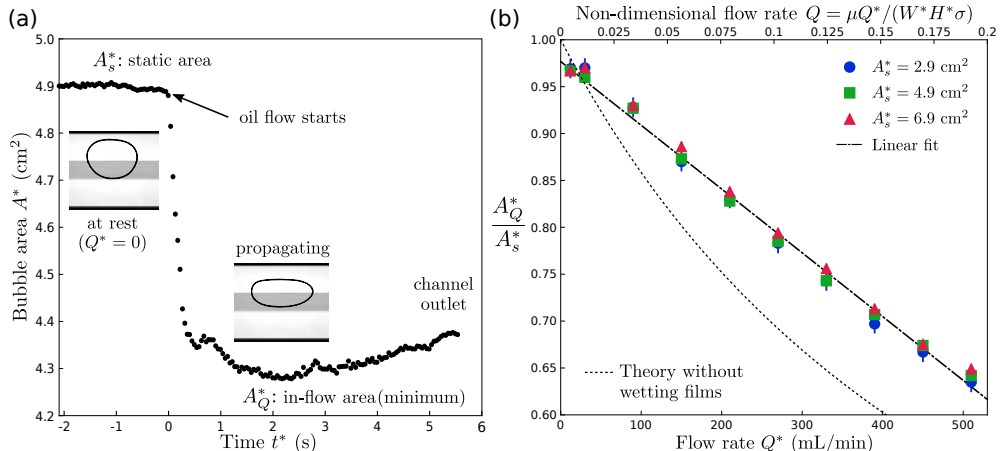 (a)
5.0
4.9
4.8
4.7
4.6
4.5
4.4
4.3
4.2
Bubble area A* (cm²)
A*ₛ: static area
oil flow starts
at rest
(Q* = 0)
propagating
channel
outlet
A*_Q: in-flow area(minimum)
-2 -1 0 1 2 3 4 5 6
Time t* (s)
(b)
Non-dimensional flow rate Q = μQ*/(W*H*σ)
0 0.025 0.05 0.075 0.1 0.125 0.15 0.175 0.2
1.00
0.95
0.90
0.85
0.80
0.75
0.70
0.65
0.60
A*_Q
A*ₛ
A*ₛ = 2.9 cm²
A*ₛ = 4.9 cm²
A*ₛ = 6.9 cm²
Linear fit
Theory without
wetting films
0 100 200 300 400 500
Flow rate Q* (mL/min)